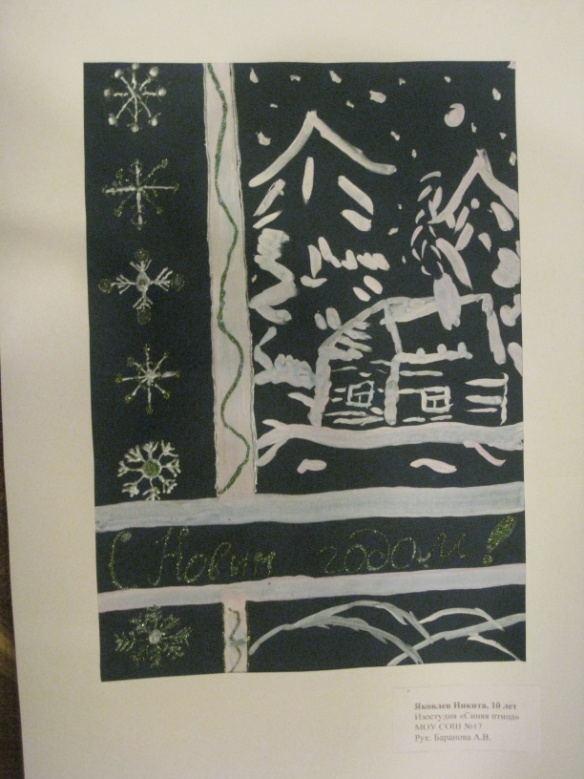 С Новым годом!
Яковлев Никита, 10 лет
Изостудия «Синяя птица»
МОУ СОШ №17
Рук. Баранова А.В.